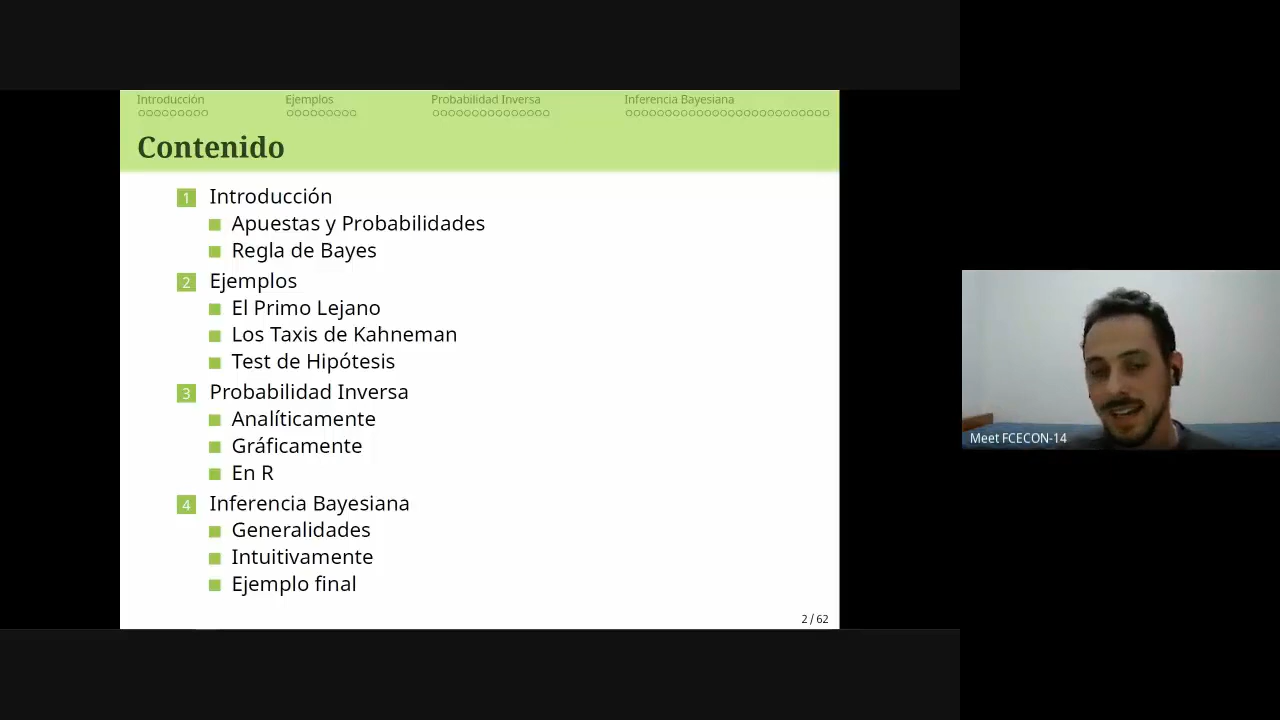 Introducción Ejemplos Probabilidad Inversa Inferencia Bayesiana
Contenido
1 Introducción
Apuestas y Probabilidades
Regla de Bayes
2 Ejemplos
El Primo Lejano
Los Taxis de Kahneman
Test de Hipótesis
3 Probabilidad Inversa
Analíticamente
Gráficamente
En R
4 Inferencia Bayesiana
Generalidades
Intuitivamente
Ejemplo final
2 / 62
Meet FCECON-14